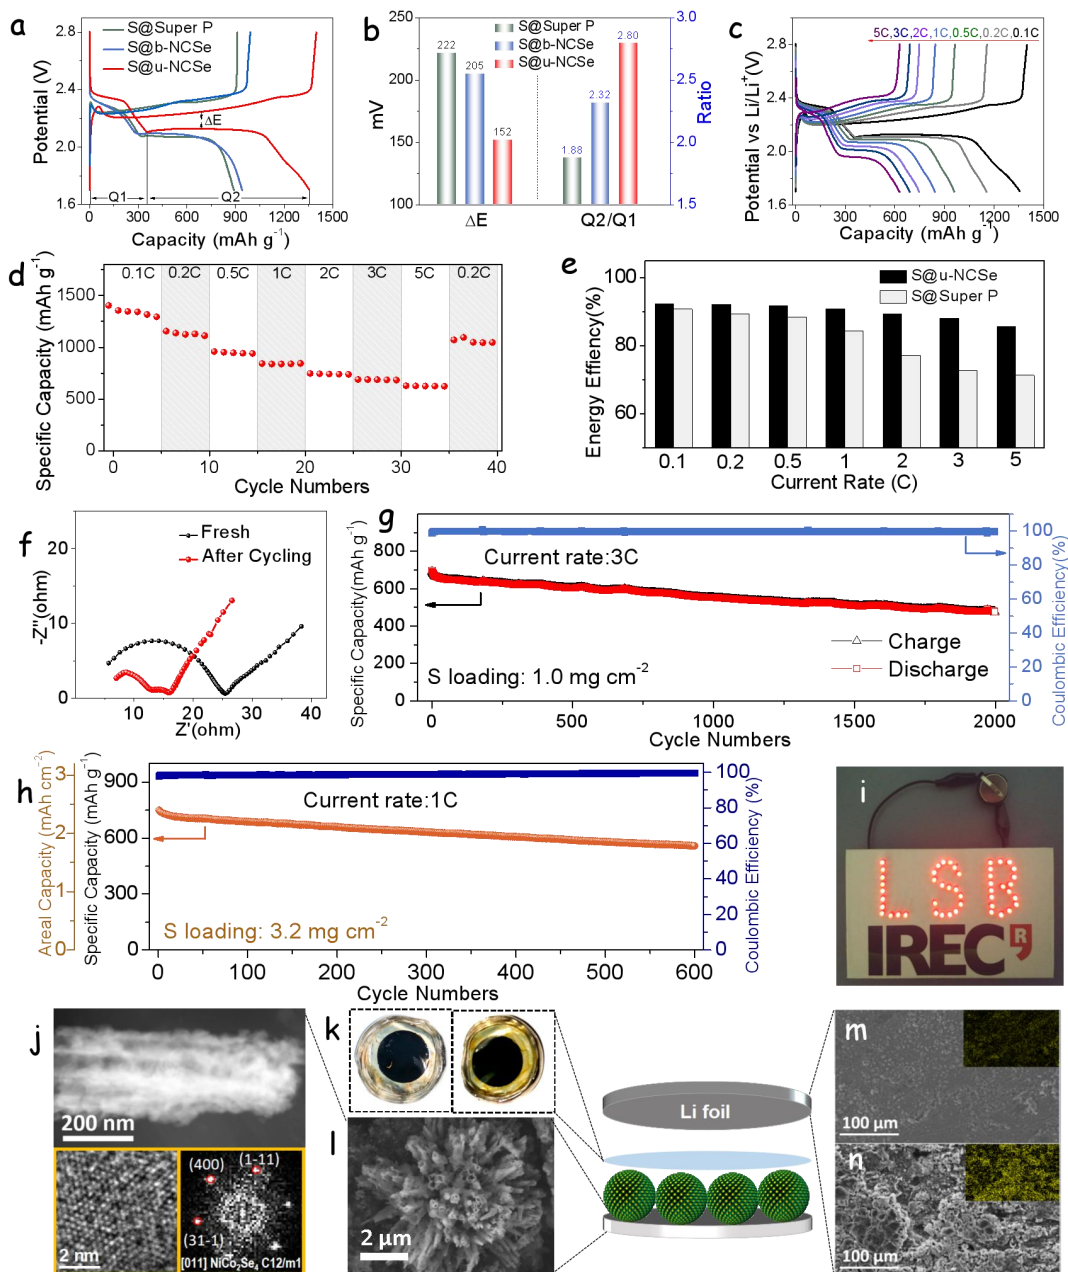 a
S@Super P
S@b-NCSe
S@u-NCSe
2.8
2.4
2.0
1.6
Potential (V)
ΔE
Q1
Q2
0 300 600 900 1200 1500
Capacity (mAh g⁻¹)
b
S@Super P
S@b-NCSe
S@u-NCSe
250
200
150
100
mV
222
205
152
1.88
2.32
2.80
3.0
2.5
2.0
1.5
Ratio
ΔE Q2/Q1
c
5C,3C,2C,1C,0.5C,0.2C,0.1C
2.8
2.4
2.0
1.6
Potential vs Li/Li⁺(V)
0 300 600 900 1200 1500
Capacity (mAh g⁻¹)
d
0.1C 0.2C 0.5C 1C 2C 3C 5C 0.2C
1500
1000
500
0
Specific Capacity (mAh g⁻¹)
0 10 20 30 40
Cycle Numbers
e
S@u-NCSe
S@Super P
100
80
60
Energy Effiency(%)
0.1 0.2 0.5 1 2 3 5
Current Rate (C)
f
Fresh
After Cycling
20
10
0
-Z''(ohm)
0 10 20 30 40
Z'(ohm)
g
Current rate:3C
Charge
Discharge
S loading: 1.0 mg cm⁻²
800
600
400
200
0
Specific Capacity(mAh g⁻¹)
100
80
60
40
20
0
Coulombic Efficiency(%)
0 500 1000 1500 2000
Cycle Numbers
h
Current rate:1C
S loading: 3.2 mg cm⁻²
3
2
1
0
Areal Capacity (mAh cm⁻²)
900
600
300
0
Specific Capacity (mAh g⁻¹)
100
80
60
40
20
0
Coulombic Efficiency (%)
0 100 200 300 400 500 600
Cycle Numbers
i
LSB
IREC
R
j
200 nm
2 nm
(400)
(1-11)
(31-1)
[011] NiCo₂Se₄ C12/m1
k
l
2 µm
Li foil
m
100 µm
n
100 µm